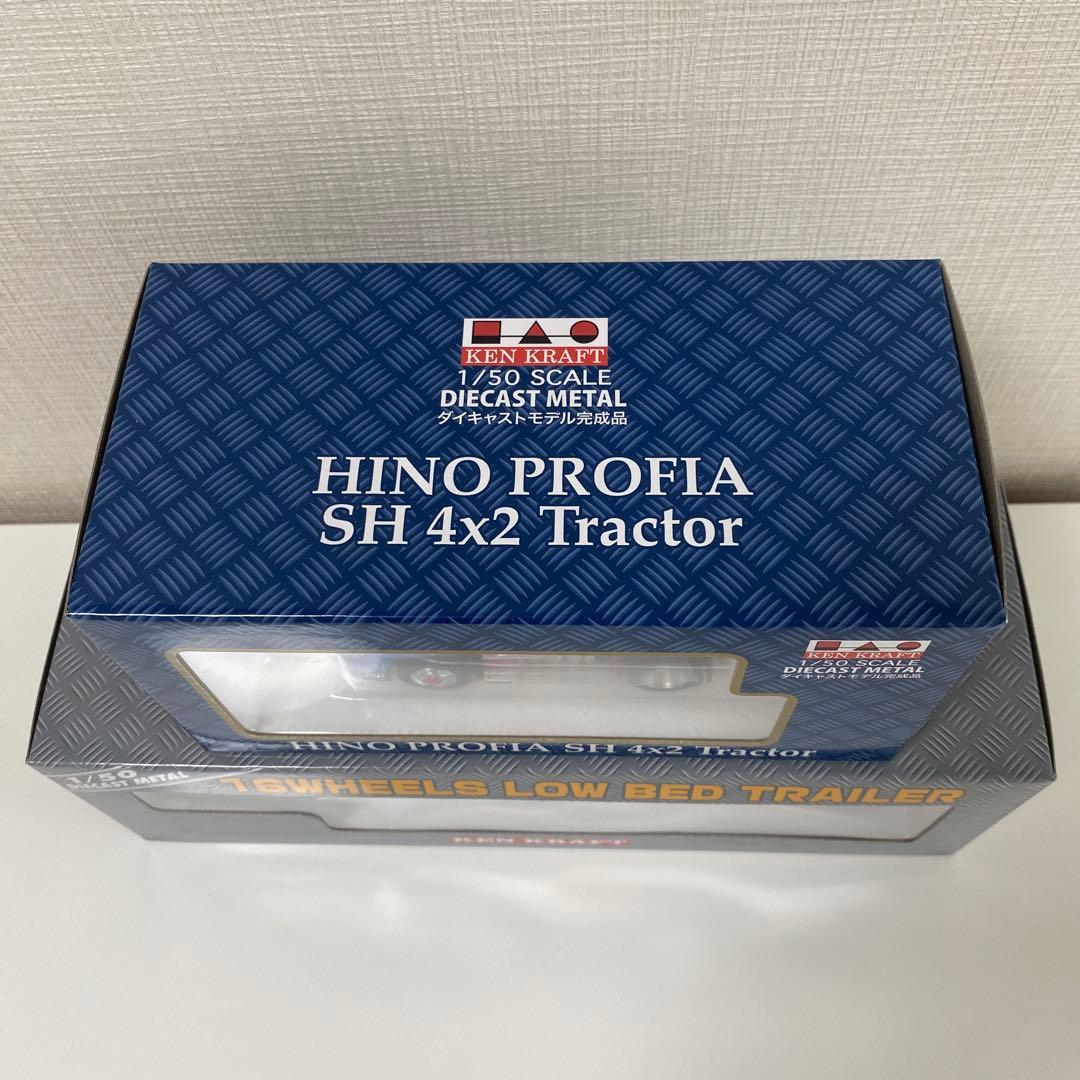 KEN KRAFT
1/50 SCALE
DIECAST METAL
ダイキャストモデル完成品
HINO PROFIA
SH 4x2 Tractor
KEN KRAFT
1/50 SCALE
DIECAST METAL
ダイキャストモデル完成品
HINO PROFIA SH 4x2 Tractor
1/50
DIECAST METAL
16WHEELS LOW BED TRAILER
KEN KRAFT